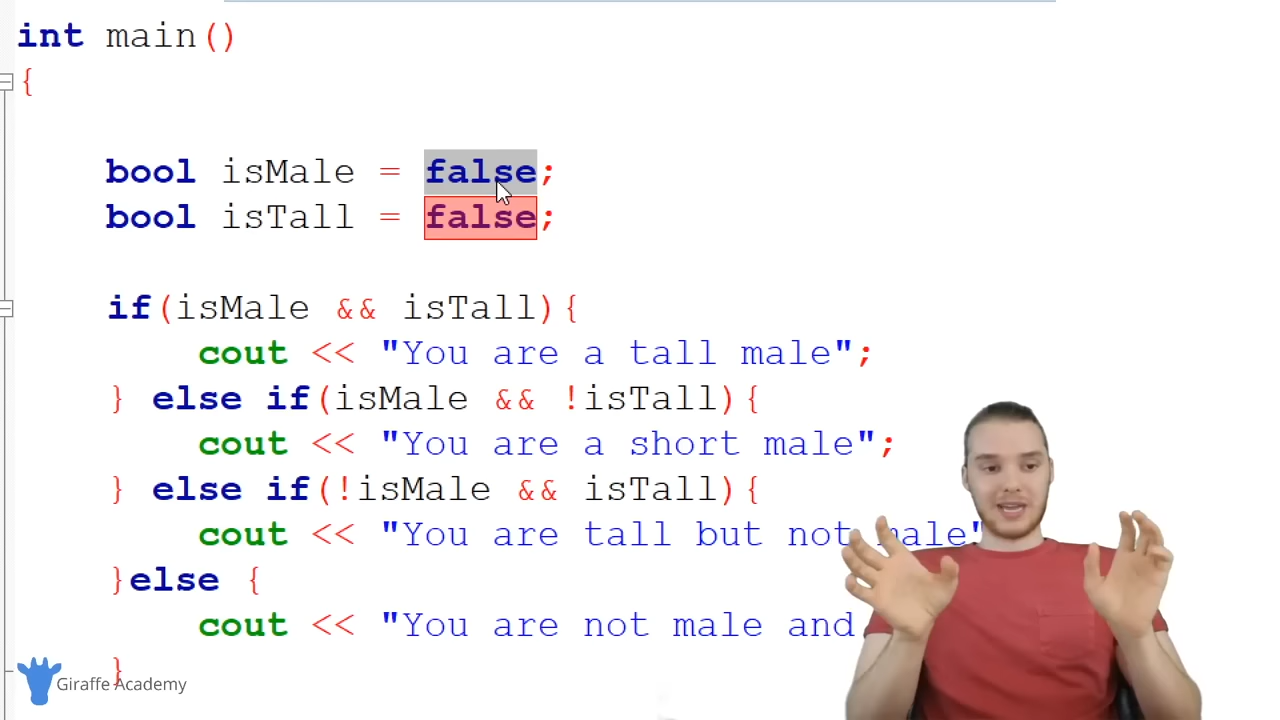 int main()
{
bool isMale = false;
bool isTall = false;
if(isMale && isTall){
cout << "You are a tall male";
} else if(isMale && !isTall){
cout << "You are a short male";
} else if(!isMale && isTall){
cout << "You are tall but not male"
}else {
cout << "You are not male and
}
Giraffe Academy